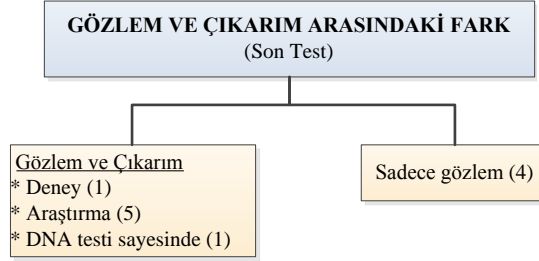 GÖZLEM VE ÇIKARIM ARASINDAKİ FARK
(Son Test)
Gözlem ve Çıkarım
* Deney (1)
* Araştırma (5)
* DNA testi sayesinde (1)
Sadece gözlem (4)